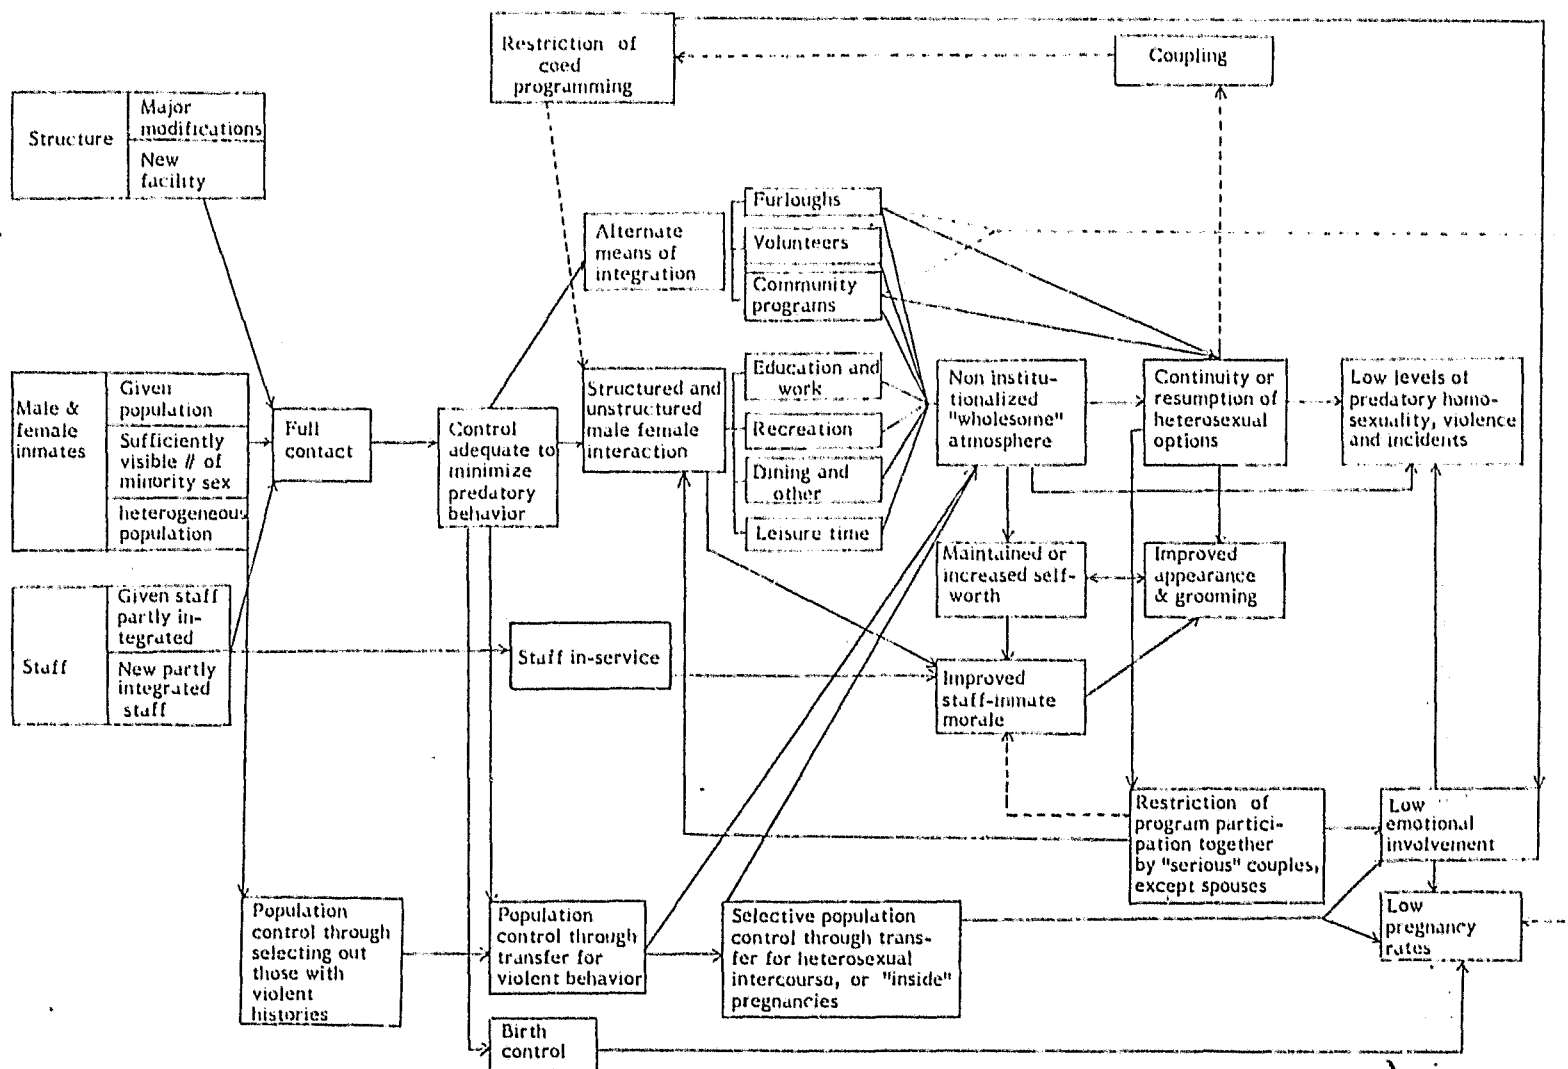 Restriction of
coed
programming
Coupling
Structure
Major
modifications
New
facility
Furloughs
Volunteers
Community
programs
Alternate
means of
integration
Male &
female
inmates
Given
population
Sufficiently
visible # of
minority sex
heterogeneous
population
Full
contact
Control
adequate to
minimize
predatory
behavior
Structured and
unstructured
male female
interaction
Education and
work
Recreation
Dining and
other
Leisure time
Non institu-
tionalized
"wholesome"
atmosphere
Continuity or
resumption of
heterosexual
options
Low levels of
predatory homo-
sexuality, violence
and incidents
Maintained or
increased self-
worth
Improved
appearance
& grooming
Staff
Given staff
partly in-
tegrated
New partly
integrated
staff
Staff in-service
Improved
staff-inmate
morale
Restriction of
program partici-
pation together
by "serious" couples,
except spouses
Low
emotional
involvement
Low
pregnancy
rates
Population
control through
selecting out
those with
violent
histories
Population
control through
transfer for
violent behavior
Selective population
control through trans-
fer for heterosexual
intercourse, or "inside"
pregnancies
Birth
control